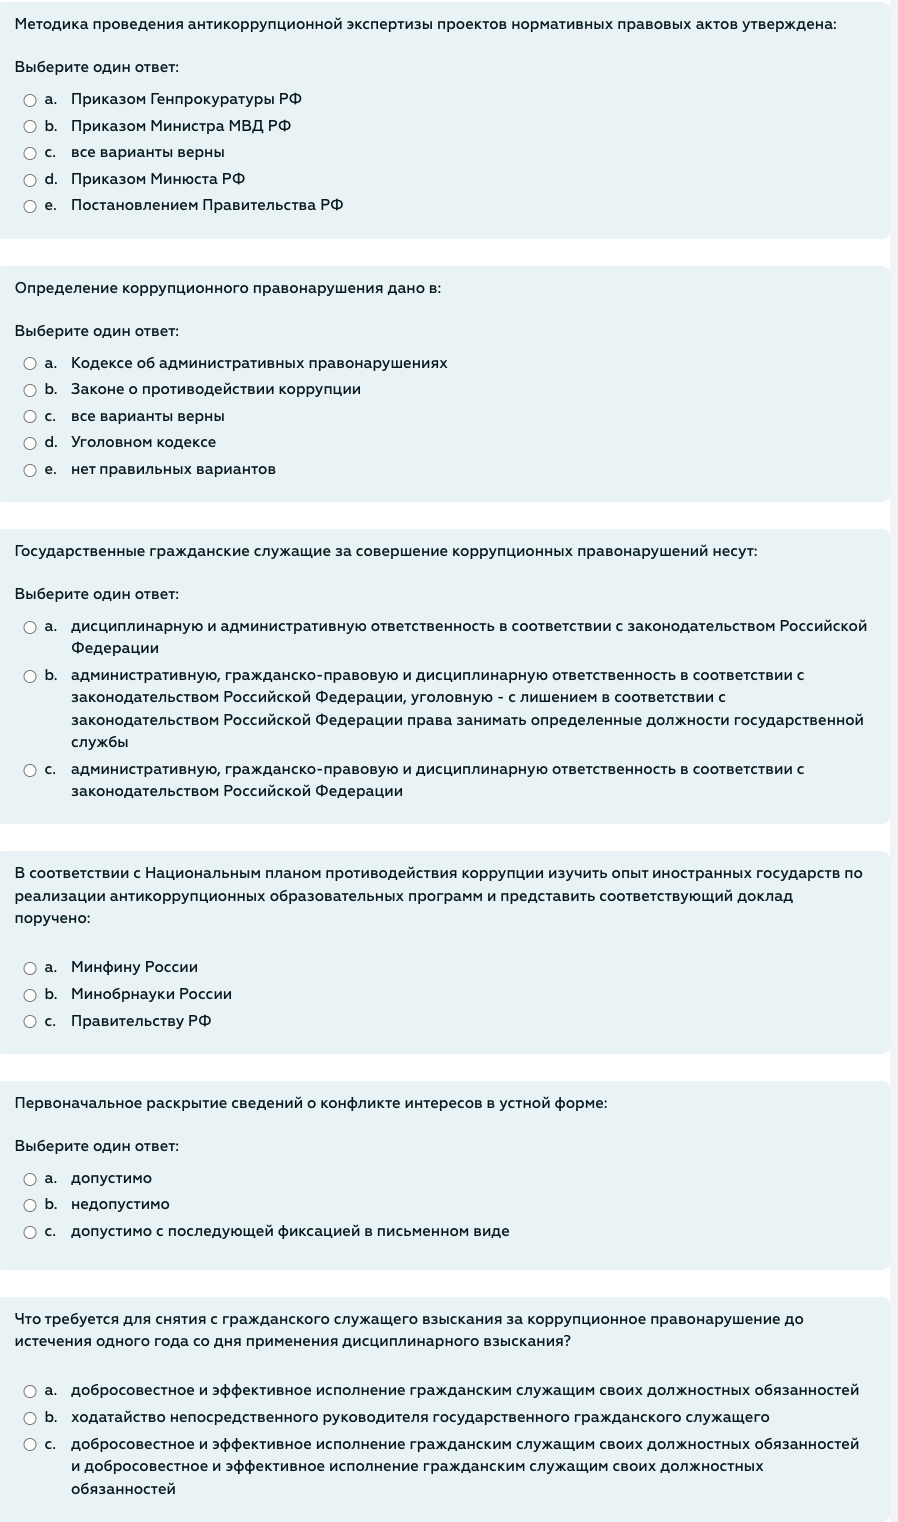 Методика проведения антикоррупционной экспертизы проектов нормативных правовых актов утверждена:
Выберите один ответ:
a. Приказом Генпрокуратуры РФ
b. Приказом Министра МВД РФ
c. все варианты верны
d. Приказом Минюста РФ
e. Постановлением Правительства РФ
Определение коррупционного правонарушения дано в:
Выберите один ответ:
a. Кодексе об административных правонарушениях
b. Законе о противодействии коррупции
c. все варианты верны
d. Уголовном кодексе
e. нет правильных вариантов
Государственные гражданские служащие за совершение коррупционных правонарушений несут:
Выберите один ответ:
a. дисциплинарную и административную ответственность в соответствии с законодательством Российской
Федерации
b. административную, гражданско-правовую и дисциплинарную ответственность в соответствии с
законодательством Российской Федерации, уголовную - с лишением в соответствии с
законодательством Российской Федерации права занимать определенные должности государственной
службы
c. административную, гражданско-правовую и дисциплинарную ответственность в соответствии с
законодательством Российской Федерации
В соответствии с Национальным планом противодействия коррупции изучить опыт иностранных государств по
реализации антикоррупционных образовательных программ и представить соответствующий доклад
поручено:
a. Минфину России
b. Минобрнауки России
c. Правительству РФ
Первоначальное раскрытие сведений о конфликте интересов в устной форме:
Выберите один ответ:
a. допустимо
b. недопустимо
c. допустимо с последующей фиксацией в письменном виде
Что требуется для снятия с гражданского служащего взыскания за коррупционное правонарушение до
истечения одного года со дня применения дисциплинарного взыскания?
a. добросовестное и эффективное исполнение гражданским служащим своих должностных обязанностей
b. ходатайство непосредственного руководителя государственного гражданского служащего
c. добросовестное и эффективное исполнение гражданским служащим своих должностных обязанностей
и добросовестное и эффективное исполнение гражданским служащим своих должностных
обязанностей